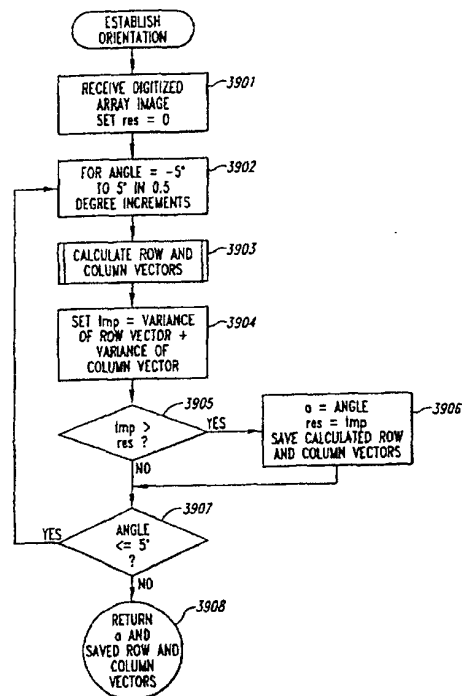 ESTABLISH
ORIENTATION
3901
RECEIVE DIGITIZED
ARRAY IMAGE
SET res = 0
3902
FOR ANGLE = -5°
TO 5° IN 0.5
DEGREE INCREMENTS
3903
CALCULATE ROW AND
COLUMN VECTORS
3904
SET tmp = VARIANCE
OF ROW VECTOR +
VARIANCE OF
COLUMN VECTOR
3905
tmp >
res ?
YES
NO
3906
a = ANGLE
res = tmp
SAVE CALCULATED ROW
AND COLUMN VECTORS
3907
ANGLE
<= 5°
?
YES
NO
3908
RETURN
a AND
SAVED ROW AND
COLUMN
VECTORS